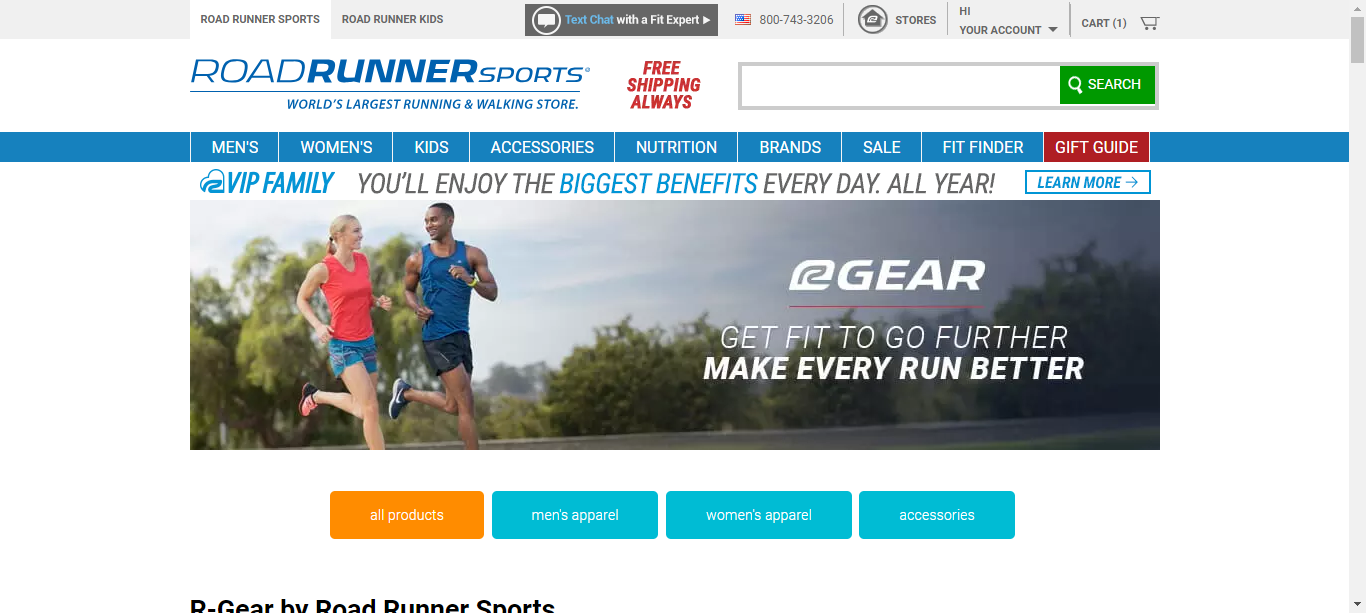 ROAD RUNNER SPORTS
ROAD RUNNER KIDS
Text Chat with a Fit Expert
800-743-3206
STORES
HI
YOUR ACCOUNT
CART (1)
ROADRUNNERSPORTS
WORLD'S LARGEST RUNNING & WALKING STORE.
FREE
SHIPPING
ALWAYS
SEARCH
MEN'S
WOMEN'S
KIDS
ACCESSORIES
NUTRITION
BRANDS
SALE
FIT FINDER
GIFT GUIDE
VIP FAMILY
YOU'LL ENJOY THE BIGGEST BENEFITS EVERY DAY. ALL YEAR!
LEARN MORE →
GEAR
GET FIT TO GO FURTHER
MAKE EVERY RUN BETTER
all products
men's apparel
women's apparel
accessories
R-Gear by Road Runner Sports